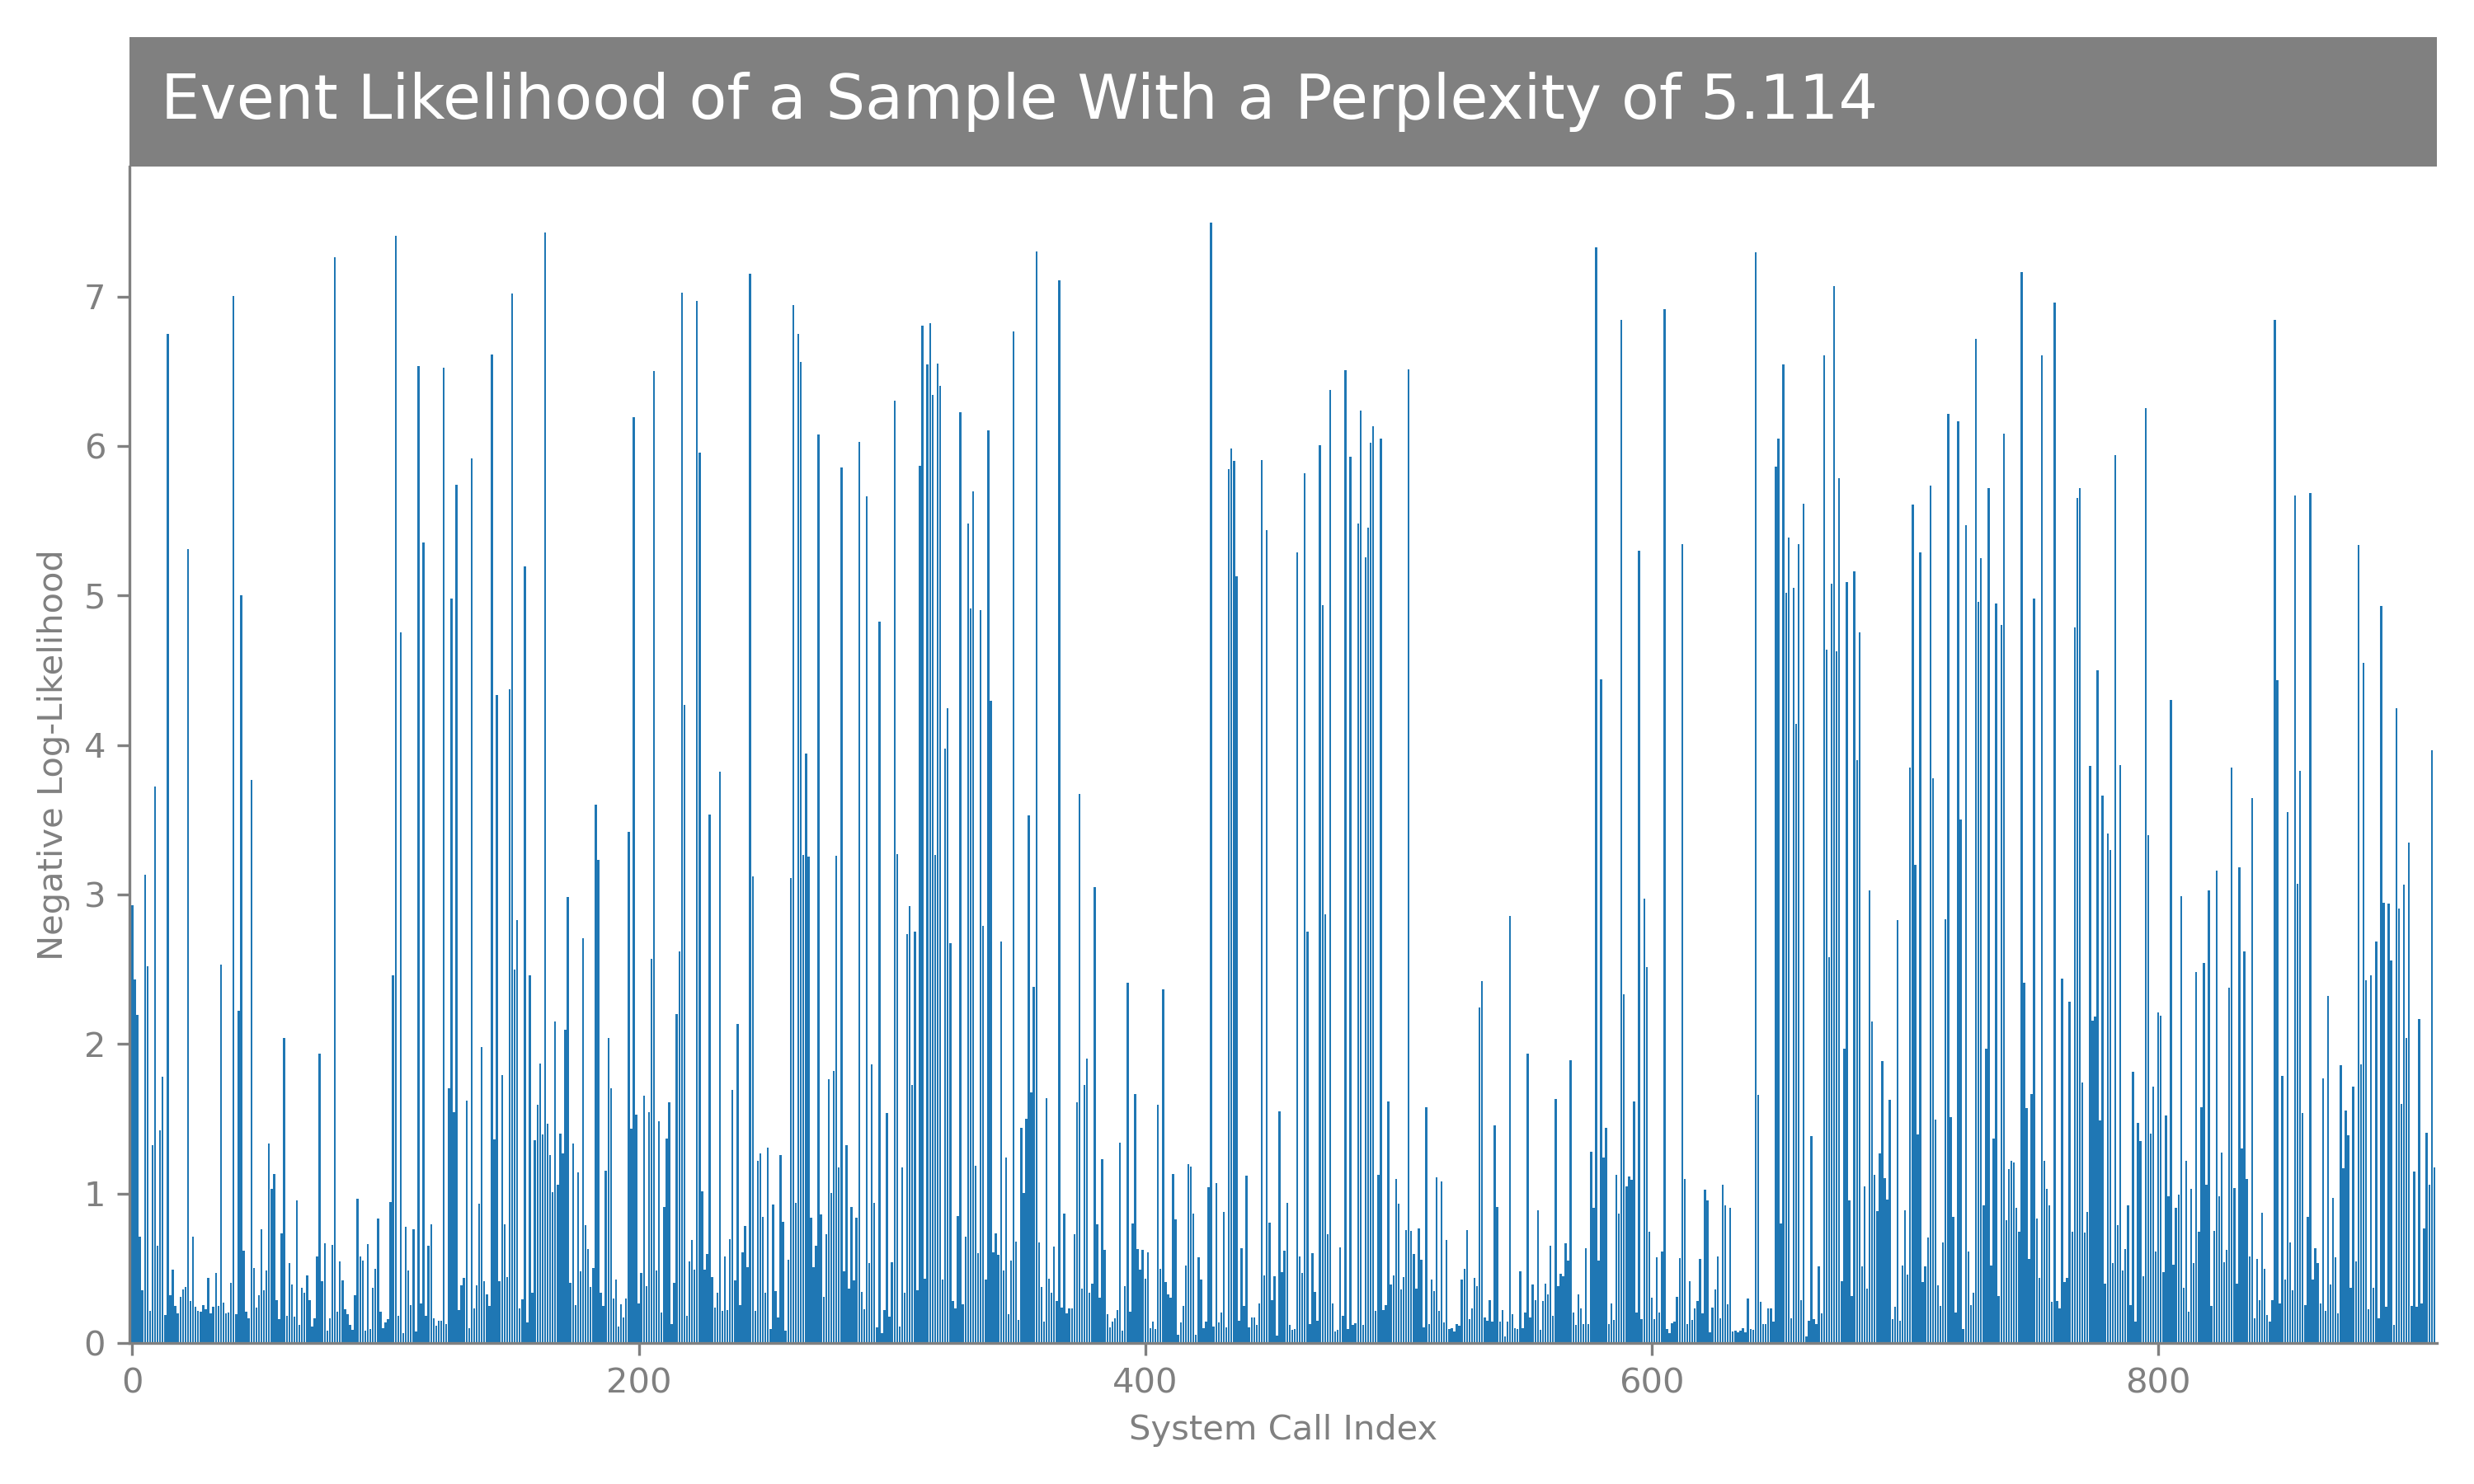 Event Likelihood of a Sample With a Perplexity of 5.114
Negative Log-Likelihood
7
6
5
4
3
2
1
0
0 200 400 600 800
System Call Index